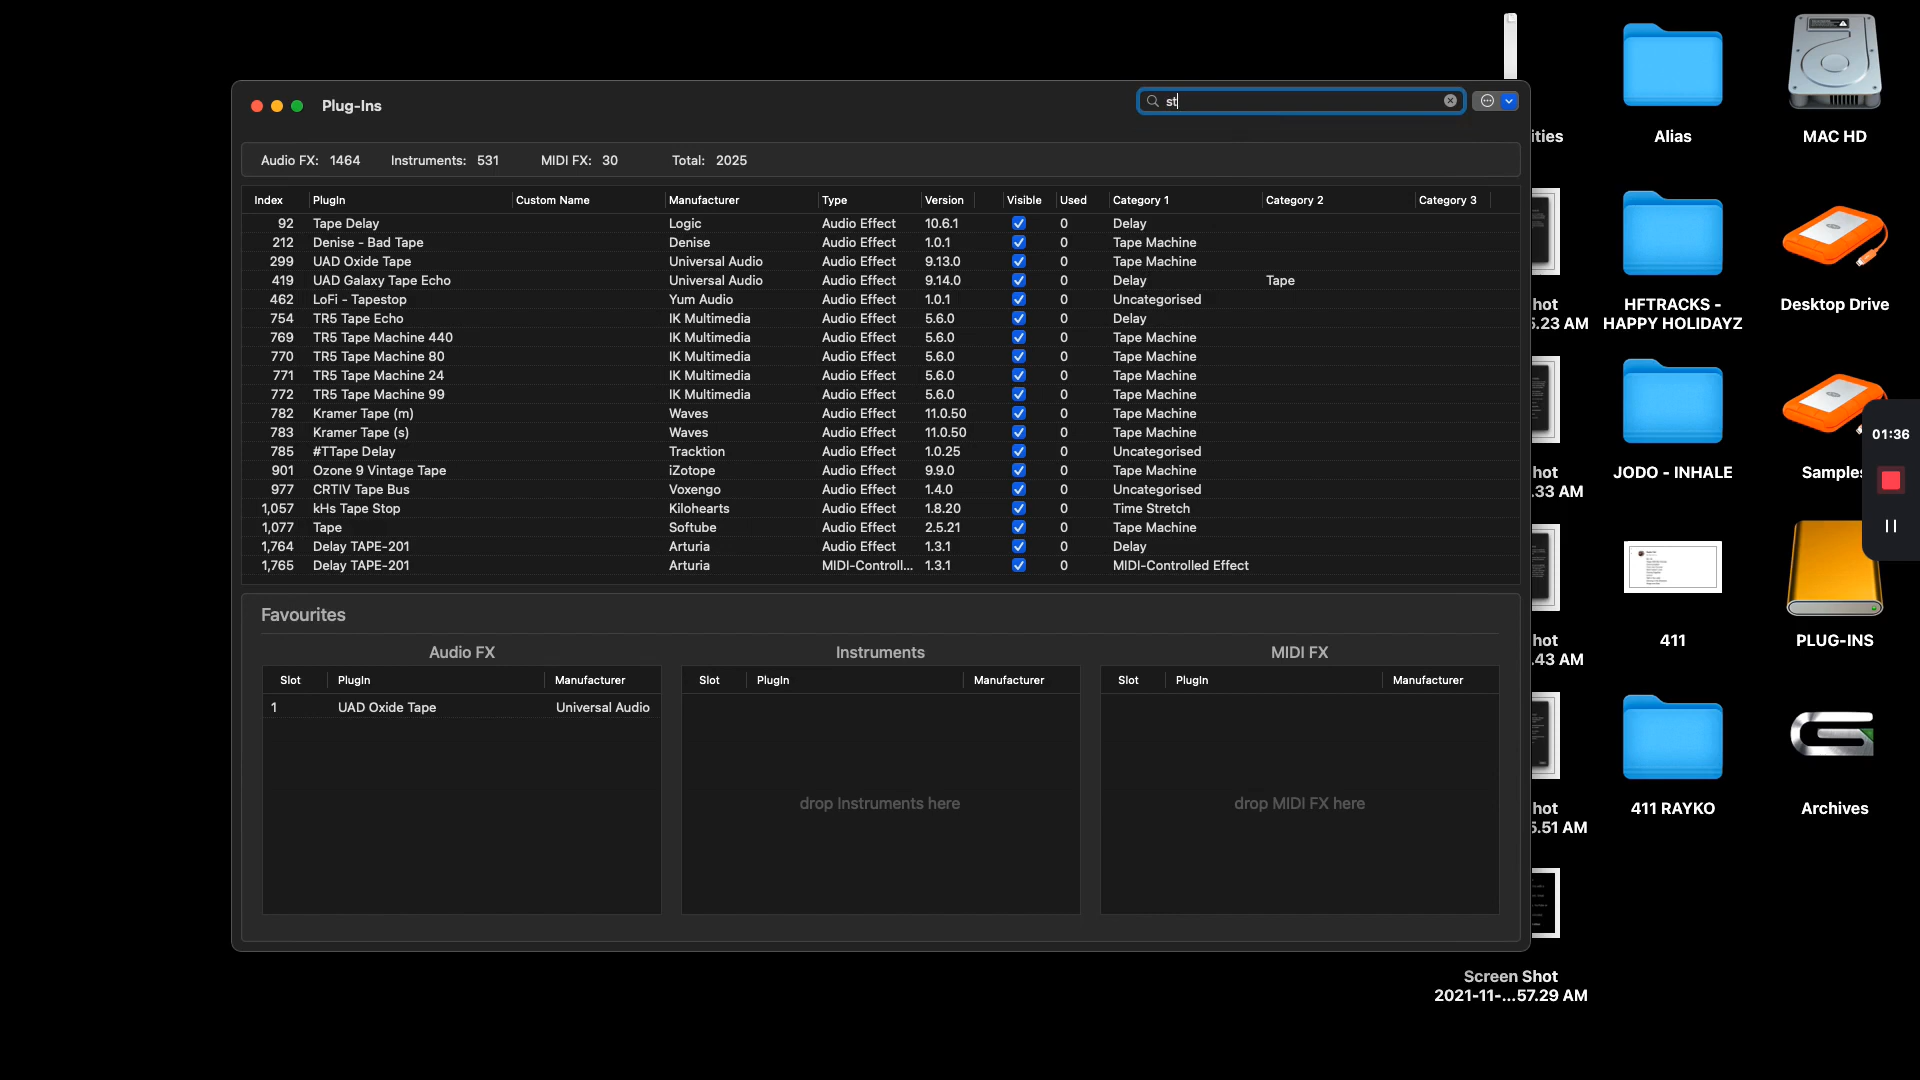 Plug-Ins
st
Audio FX: 1464 Instruments: 531 MIDI FX: 30 Total: 2025
Index PlugIn Custom Name Manufacturer Type Version Visible Used Category 1 Category 2 Category 3
92 Tape Delay Logic Audio Effect 10.6.1 0 Delay
212 Denise - Bad Tape Denise Audio Effect 1.0.1 0 Tape Machine
299 UAD Oxide Tape Universal Audio Audio Effect 9.13.0 0 Tape Machine
419 UAD Galaxy Tape Echo Universal Audio Audio Effect 9.14.0 0 Delay Tape
462 LoFi - Tapestop Yum Audio Audio Effect 1.0.1 0 Uncategorised
754 TR5 Tape Echo IK Multimedia Audio Effect 5.6.0 0 Delay
769 TR5 Tape Machine 440 IK Multimedia Audio Effect 5.6.0 0 Tape Machine
770 TR5 Tape Machine 80 IK Multimedia Audio Effect 5.6.0 0 Tape Machine
771 TR5 Tape Machine 24 IK Multimedia Audio Effect 5.6.0 0 Tape Machine
772 TR5 Tape Machine 99 IK Multimedia Audio Effect 5.6.0 0 Tape Machine
782 Kramer Tape (m) Waves Audio Effect 11.0.50 0 Tape Machine
783 Kramer Tape (s) Waves Audio Effect 11.0.50 0 Tape Machine
785 #TTape Delay Tracktion Audio Effect 1.0.25 0 Uncategorised
901 Ozone 9 Vintage Tape iZotope Audio Effect 9.9.0 0 Tape Machine
977 CRTIV Tape Bus Voxengo Audio Effect 1.4.0 0 Uncategorised
1,057 kHs Tape Stop Kilohearts Audio Effect 1.8.20 0 Time Stretch
1,077 Tape Softube Audio Effect 2.5.21 0 Tape Machine
1,764 Delay TAPE-201 Arturia Audio Effect 1.3.1 0 Delay
1,765 Delay TAPE-201 Arturia MIDI-Controll... 1.3.1 0 MIDI-Controlled Effect
Favourites
Audio FX Instruments MIDI FX
Slot PlugIn Manufacturer Slot PlugIn Manufacturer Slot PlugIn Manufacturer
1 UAD Oxide Tape Universal Audio
drop Instruments here drop MIDI FX here
ities Alias MAC HD
hot
5.23 AM
HFTRACKS -
HAPPY HOLIDAYZ
Desktop Drive
hot
.33 AM
JODO - INHALE
Samples
01:36
hot
.43 AM
411
PLUG-INS
hot
5.51 AM
411 RAYKO
Archives
Screen Shot
2021-11-...57.29 AM